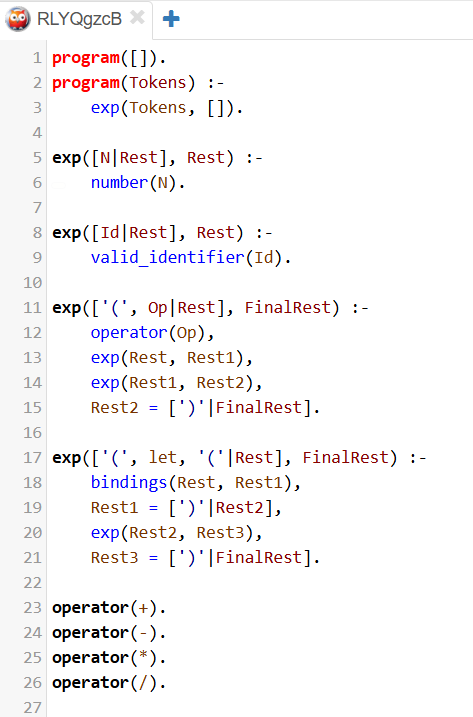 RLYQgzcB
1 program([]).
2 program(Tokens) :-
3     exp(Tokens, []).
4
5 exp([N|Rest], Rest) :-
6     number(N).
7
8 exp([Id|Rest], Rest) :-
9     valid_identifier(Id).
10
11 exp(['(', Op|Rest], FinalRest) :-
12     operator(Op),
13     exp(Rest, Rest1),
14     exp(Rest1, Rest2),
15     Rest2 = [')'|FinalRest].
16
17 exp(['(', let, '('|Rest], FinalRest) :-
18     bindings(Rest, Rest1),
19     Rest1 = [')'|Rest2],
20     exp(Rest2, Rest3),
21     Rest3 = [')'|FinalRest].
22
23 operator(+).
24 operator(-).
25 operator(*).
26 operator(/).
27